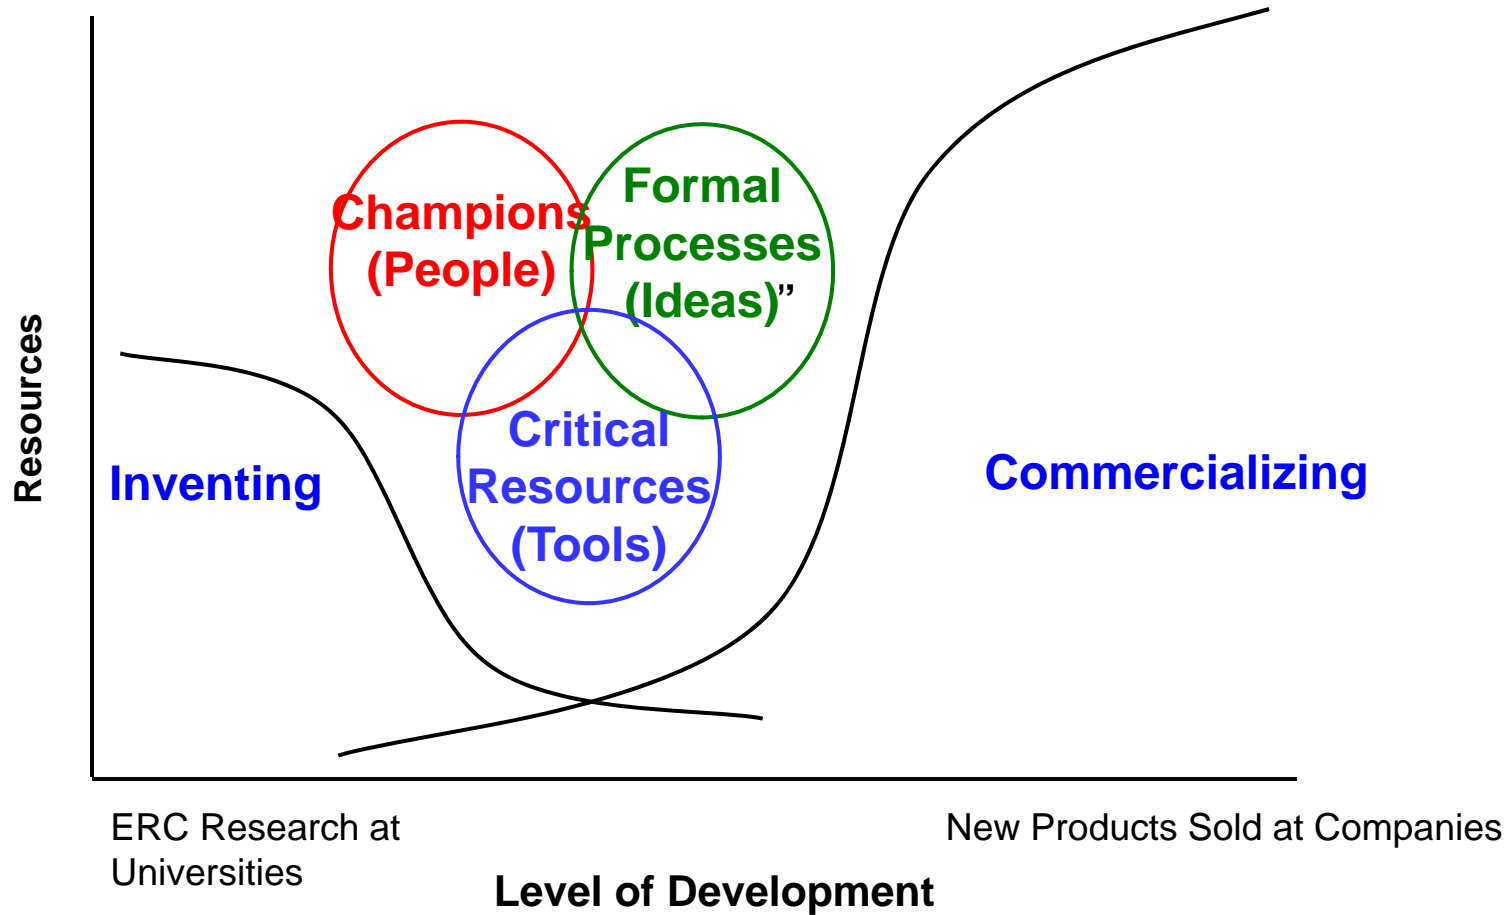 Champions
(People)
Formal
Processes
(Ideas)”
Critical
Resources
(Tools)
Resources
Inventing
Commercializing
ERC Research at
Universities
New Products Sold at Companies
Level of Development